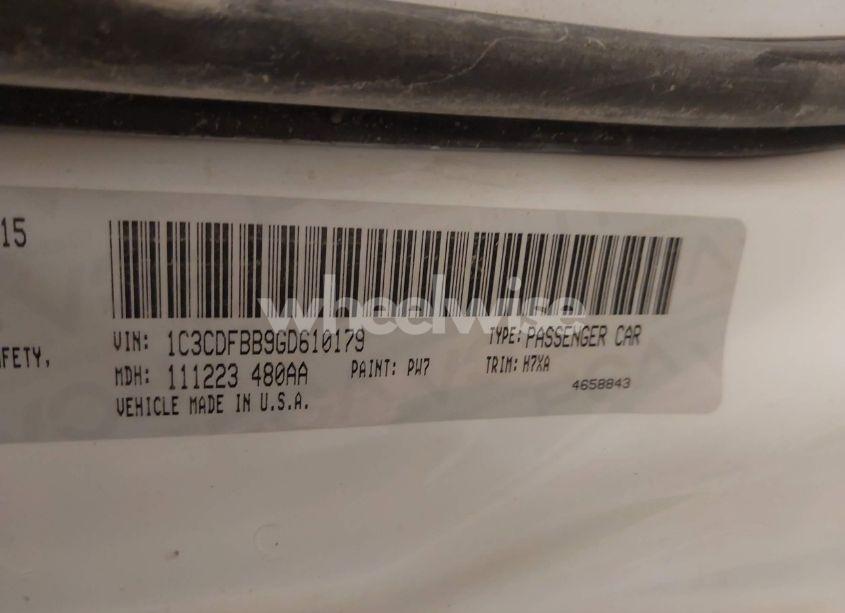 15
wheelwise
AFETY,
VIN: 1C3CDFBB9GD610179 TYPE: PASSENGER CAR
MDH: 111223 480AA PAINT: PW7 TRIM: H7XA
VEHICLE MADE IN U.S.A. 4658843